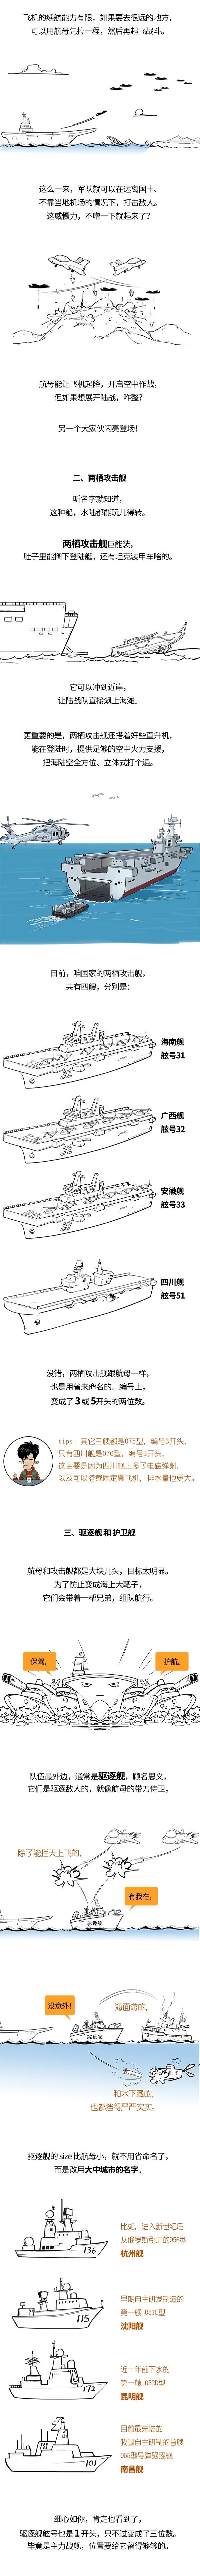 飞机的续航能力有限，如果要去很远的地方，
可以用航母先拉一程，然后再起飞战斗。
这么一来，军队就可以在远离国土、
不靠当地机场的情况下，打击敌人。
这威慑力，不噌一下就起来了？
航母能让飞机起降，开启空中作战，
但如果想展开陆战，咋整？
另一个大家伙闪亮登场！
二、两栖攻击舰
听名字就知道，
这种船，水陆都能玩儿得转。
两栖攻击舰巨能装，
肚子里能搁下登陆艇，还有坦克装甲车啥的。
它可以冲到近岸，
让陆战队直接飙上海滩。
更重要的是，两栖攻击舰还搭着好些直升机，
能在登陆时，提供足够的空中火力支援，
把海陆空全方位、立体式打个遍。
目前，咱国家的两栖攻击舰，
共有四艘，分别是：
海南舰
舷号31
广西舰
舷号32
安徽舰
舷号33
四川舰
舷号51
没错，两栖攻击舰跟航母一样，
也是用省来命名的。编号上，
变成了 3 或 5开头的两位数。
tips：其它三艘都是075型，编号3开头，
只有四川舰是076型，编号5开头，
这主要是因为四川舰上多了电磁弹射，
以及可以搭载固定翼飞机，排水量也更大。
三、驱逐舰 和 护卫舰
航母和攻击舰都是大块儿头，目标太明显。
为了防止变成海上大靶子，
它们会带着一帮兄弟，组队航行。
保驾，
护航。
队伍最外边，通常是驱逐舰，顾名思义，
它们是驱逐敌人的，就像航母的带刀侍卫，
除了能拦天上飞的，
有我在，
驱逐舰
没意外！
海面游的，
驱逐舰
和水下藏的，
也都挡得严严实实。
驱逐舰的 size 比航母小，就不用省命名了，
而是改用大中城市的名字。
136
比如，进入新世纪后
从俄罗斯引进的956型
杭州舰
115
早期自主研发制造的
第一艘 051C型
沈阳舰
172
近十年前下水的
第一艘 052D型
昆明舰
101
目前最先进的
我国自主研制的首艘
055型导弹驱逐舰
南昌舰
细心如你，肯定也看到了，
驱逐舰舷号也是 1 开头，只不过变成了三位数。
毕竟是主力战舰，位置要给它留得够够的。